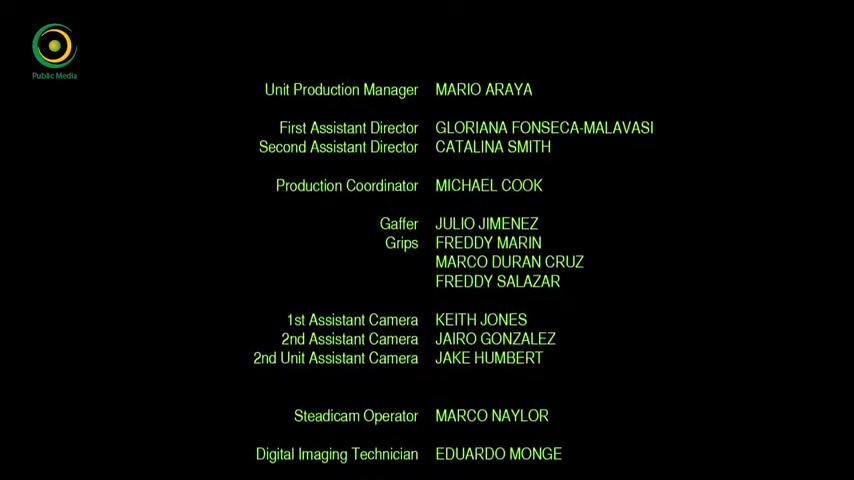 Public Media
Unit Production Manager MARIO ARAYA
First Assistant Director GLORIANA FONSECA-MALAVASI
Second Assistant Director CATALINA SMITH
Production Coordinator MICHAEL COOK
Gaffer JULIO JIMENEZ
Grips FREDDY MARIN
MARCO DURAN CRUZ
FREDDY SALAZAR
1st Assistant Camera KEITH JONES
2nd Assistant Camera JAIRO GONZALEZ
2nd Unit Assistant Camera JAKE HUMBERT
Steadicam Operator MARCO NAYLOR
Digital Imaging Technician EDUARDO MONGE